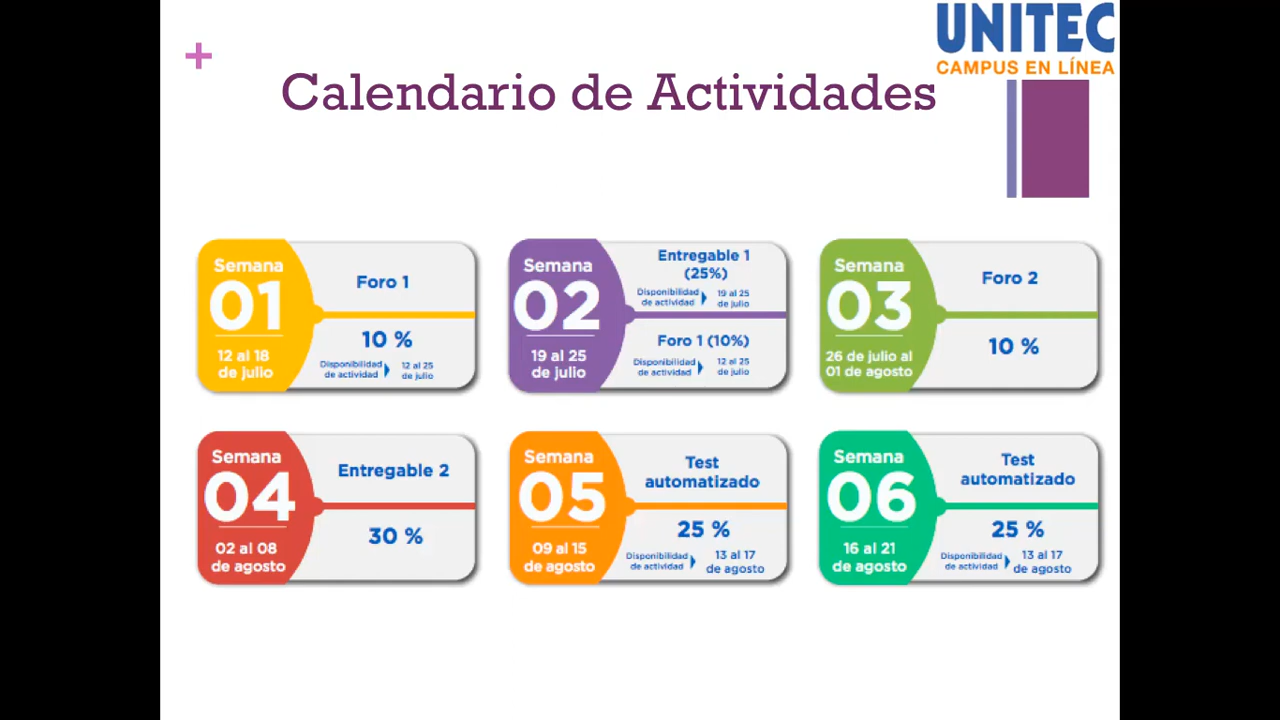 UNITEC
CAMPUS EN LÍNEA
+
Calendario de Actividades
Semana
01
12 al 18
de julio
Foro 1
10 %
Disponibilidad
de actividad
12 al 25
de julio
Semana
02
19 al 25
de julio
Entregable 1
(25%)
Disponibilidad
de actividad
19 al 25
de julio
Foro 1 (10%)
Disponibilidad
de actividad
12 al 25
de julio
Semana
03
26 de julio al
01 de agosto
Foro 2
10 %
Semana
04
02 al 08
de agosto
Entregable 2
30 %
Semana
05
09 al 15
de agosto
Test
automatizado
25 %
Disponibilidad
de actividad
13 al 17
de agosto
Semana
06
16 al 21
de agosto
Test
automatizado
25 %
Disponibilidad
de actividad
13 al 17
de agosto